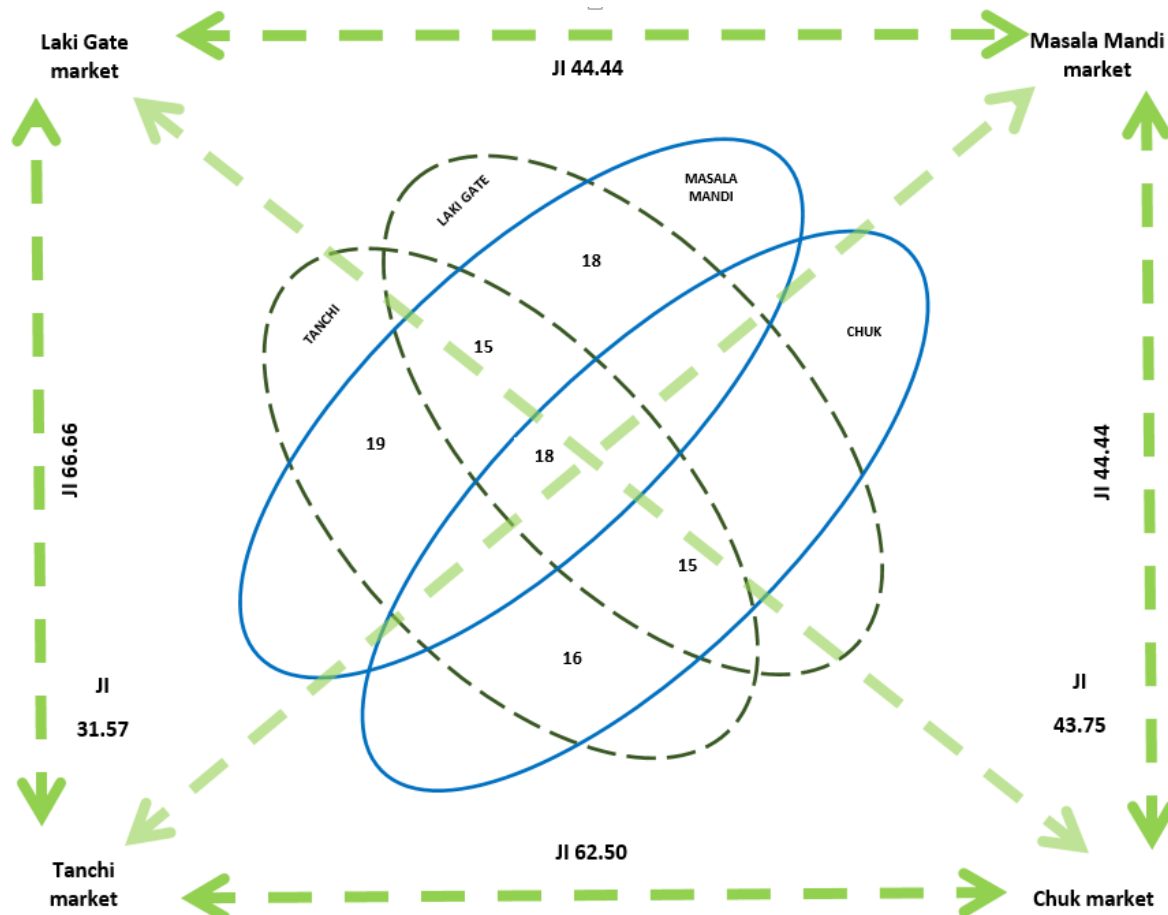 Laki Gate
market
JI 44.44
Masala Mandi
market
LAKI GATE
MASALA
MANDI
18
TANCHI
15
CHUK
19
18
JI 66.66
JI 44.44
15
16
JI
31.57
JI
43.75
JI 62.50
Tanchi
market
Chuk market